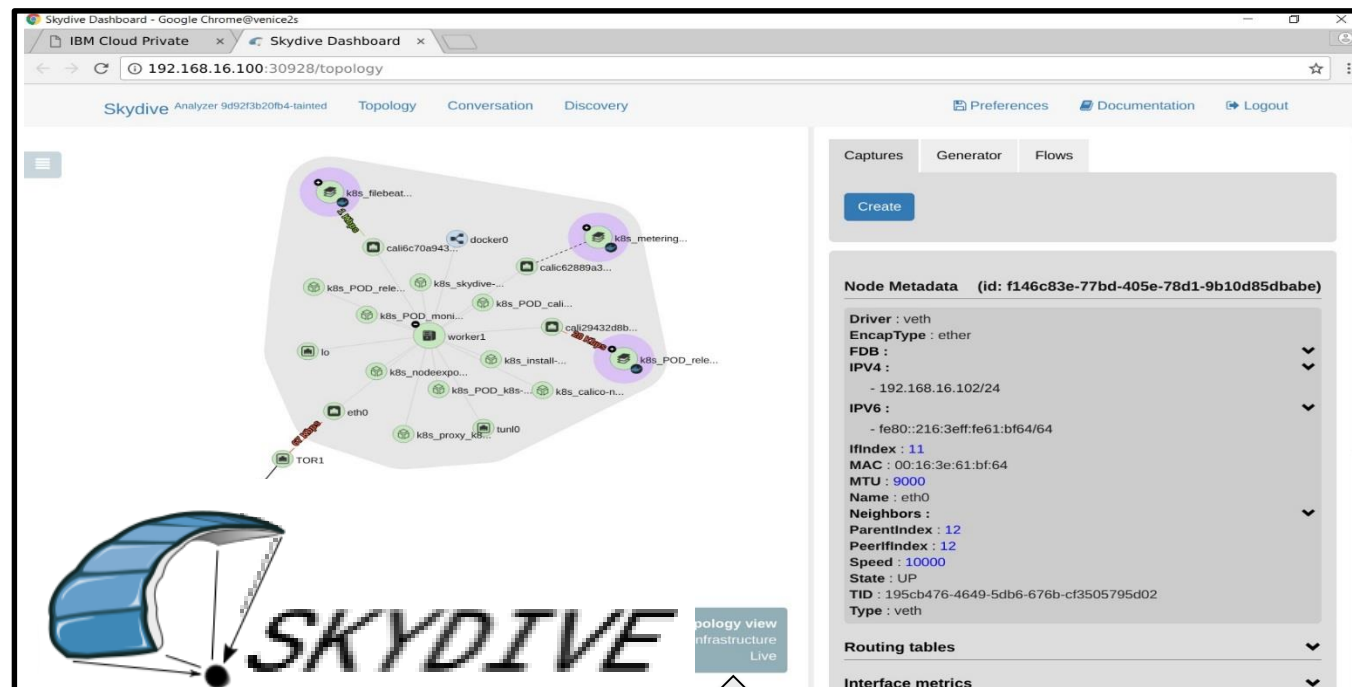 Skydive Dashboard - Google Chrome@venice2s
IBM Cloud Private × Skydive Dashboard ×
192.168.16.100:30928/topology
Skydive Analyzer 9d92f3b20fb4-tainted Topology Conversation Discovery Preferences Documentation Logout
Captures Generator Flows
Create
k8s_filebeat...
1 Kbps
docker0
k8s_metering...
cali6c70a943...
calic62889a3...
k8s_POD_rele...
k8s_skydive-...
k8s_POD_cali...
k8s_POD_moni...
cali29432d8b...
worker1
Kbps
lo
k8s_install-...
k8s_POD_rele...
k8s_nodeexpo...
k8s_POD_k8s-...
k8s_calico-n...
eth0
k8s_proxy_k8...
tunl0
Kbps
TOR1
SKYDIVE
pology view
nfrastructure
Live
Node Metadata (id: f146c83e-77bd-405e-78d1-9b10d85dbabe)
Driver : veth
EncapType : ether
FDB :
IPV4 :
- 192.168.16.102/24
IPV6 :
- fe80::216:3eff:fe61:bf64/64
IfIndex : 11
MAC : 00:16:3e:61:bf:64
MTU : 9000
Name : eth0
Neighbors :
ParentIndex : 12
PeerIfIndex : 12
Speed : 10000
State : UP
TID : 195cb476-4649-5db6-676b-cf3505795d02
Type : veth
Routing tables
Interface metrics